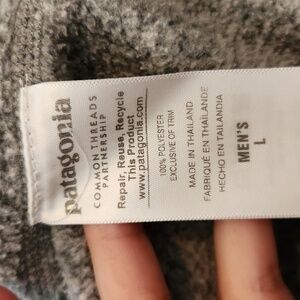 patagonia
COMMON THREADS
PARTNERSHIP
Repair, Reuse, Recycle
This Product
www.patagonia.com
100% POLYESTER
EXCLUSIVE OF TRIM
MADE IN THAILAND
FABRIQUÉ EN THAÏLANDE
HECHO EN TAILANDIA
MEN'S
L